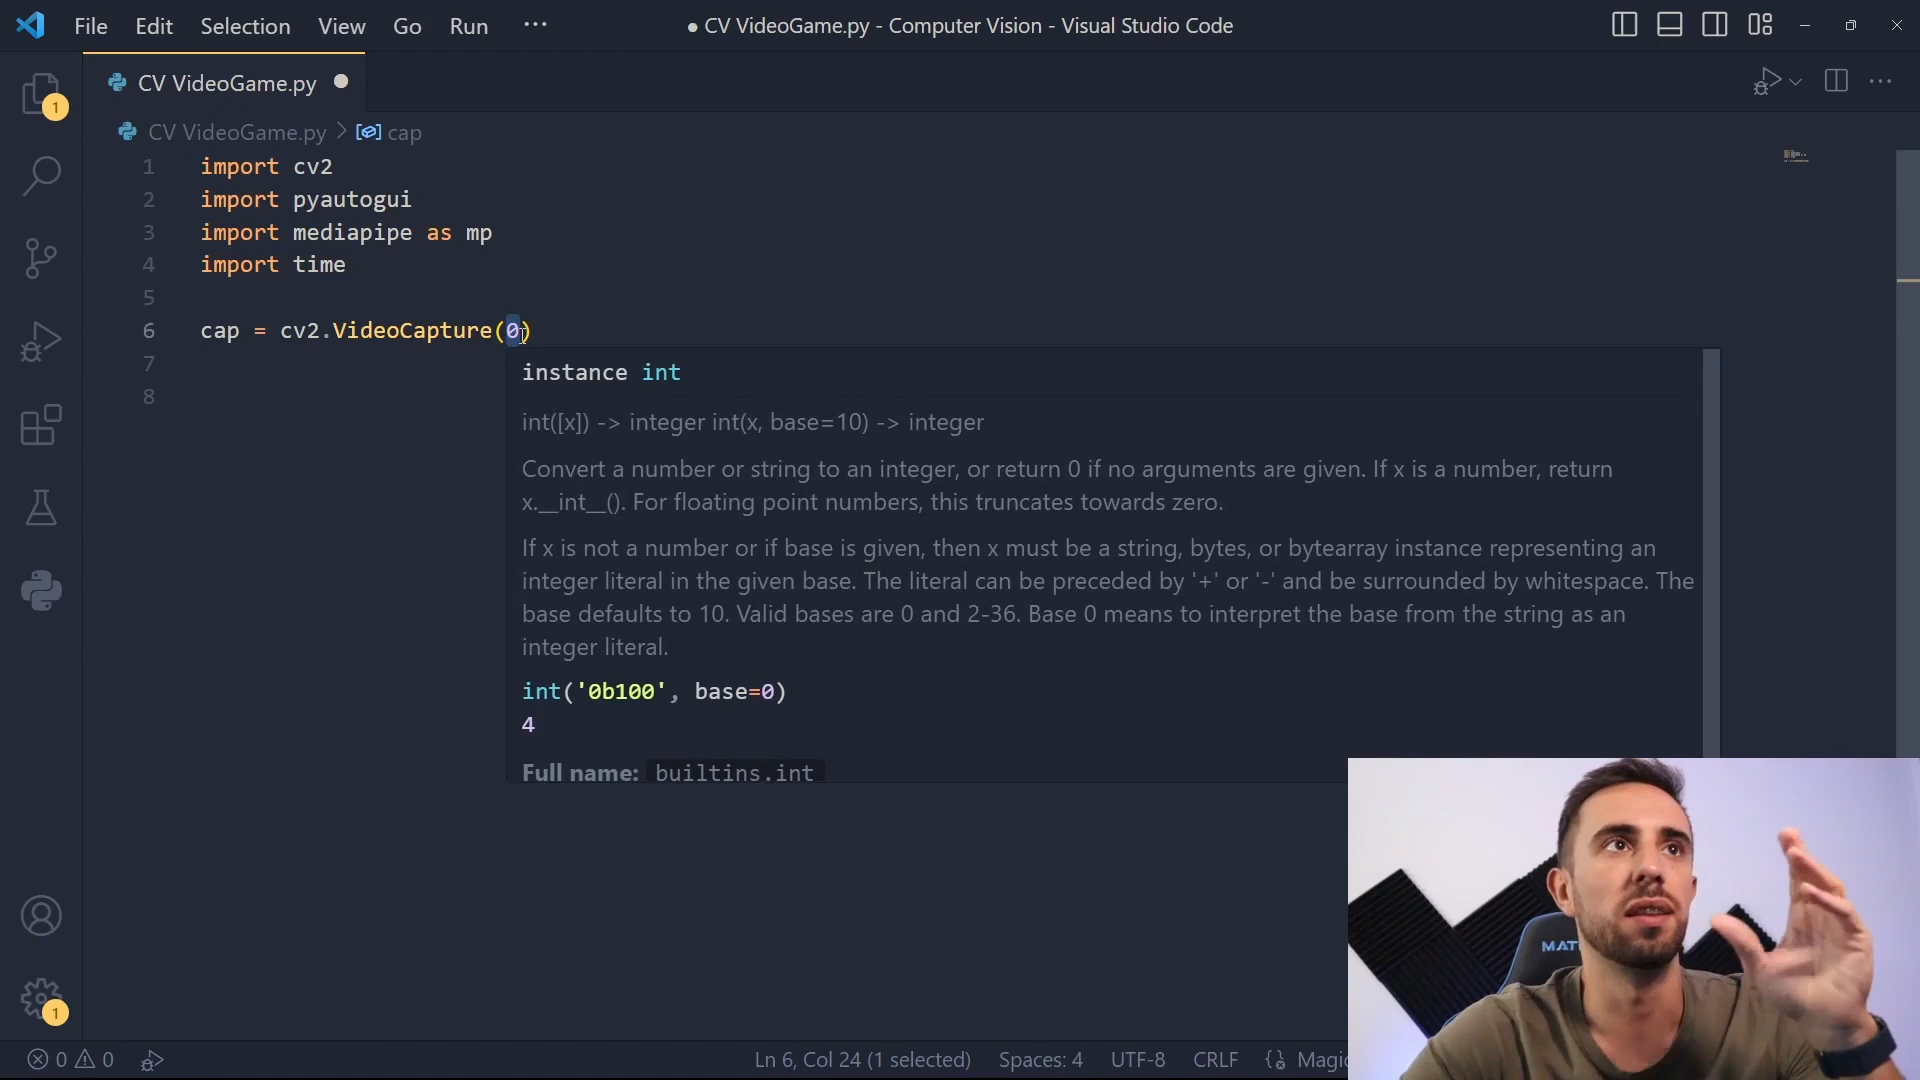 File Edit Selection View Go Run ···
● CV VideoGame.py - Computer Vision - Visual Studio Code
1
CV VideoGame.py
CV VideoGame.py > cap
1 import cv2
2 import pyautogui
3 import mediapipe as mp
4 import time
5
6 cap = cv2.VideoCapture(0)
7
8
instance int
int([x]) -> integer int(x, base=10) -> integer
Convert a number or string to an integer, or return 0 if no arguments are given. If x is a number, return
x.__int__(). For floating point numbers, this truncates towards zero.
If x is not a number or if base is given, then x must be a string, bytes, or bytearray instance representing an
integer literal in the given base. The literal can be preceded by '+' or '-' and be surrounded by whitespace. The
base defaults to 10. Valid bases are 0 and 2-36. Base 0 means to interpret the base from the string as an
integer literal.
int('0b100', base=0)
4
Full name: builtins.int
MAT
1
0 0
Ln 6, Col 24 (1 selected) Spaces: 4 UTF-8 CRLF Magic